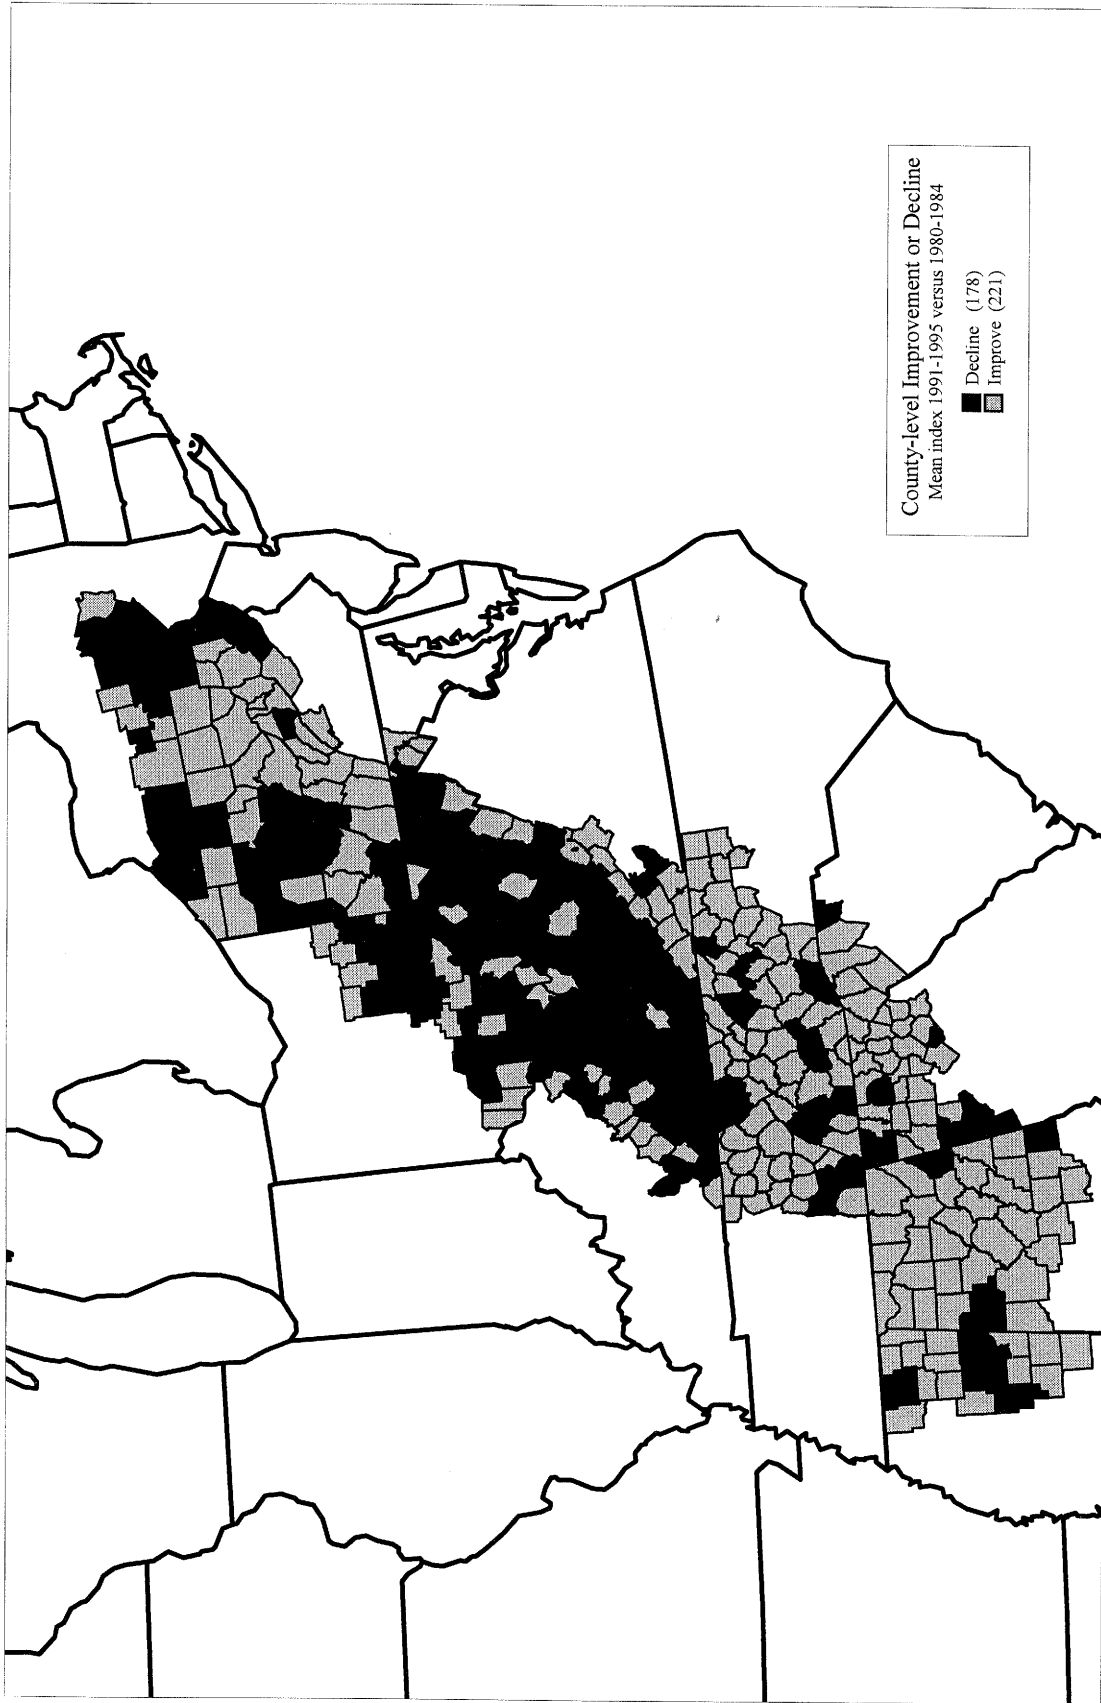 County-level Improvement or Decline
Mean index 1991-1995 versus 1980-1984
Decline (178)
Improve (221)